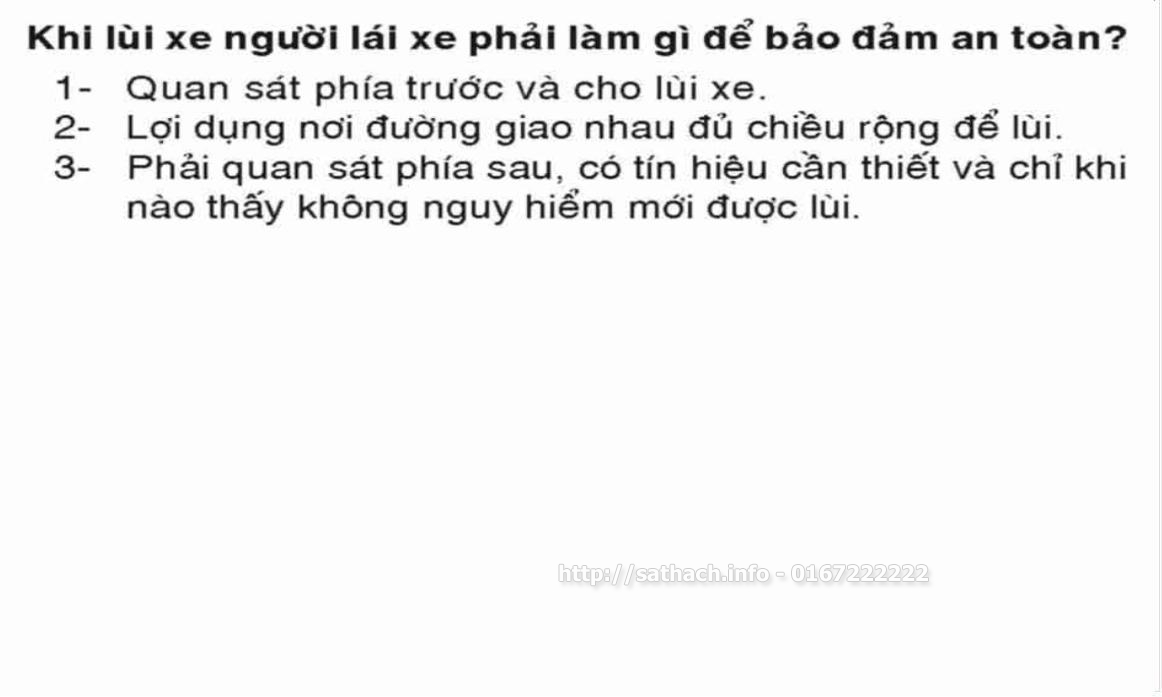 Khi lùi xe người lái xe phải làm gì để bảo đảm an toàn?
1- Quan sát phía trước và cho lùi xe.
2- Lợi dụng nơi đường giao nhau đủ chiều rộng để lùi.
3- Phải quan sát phía sau, có tín hiệu cần thiết và chỉ khi
nào thấy không nguy hiểm mới được lùi.
http://sathach.info - 0167222222